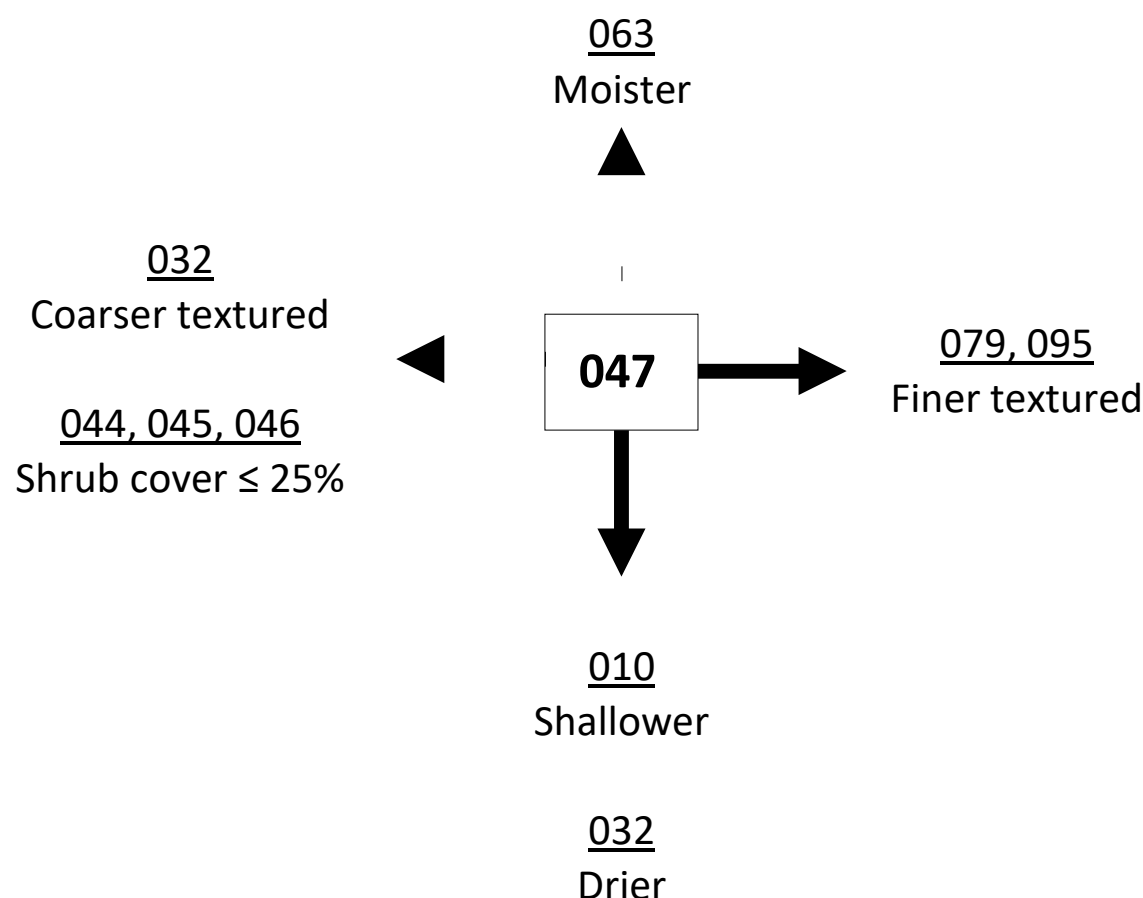 063
Moister
032
Coarser textured
044, 045, 046
Shrub cover ≤ 25%
047
079, 095
Finer textured
010
Shallower
032
Drier